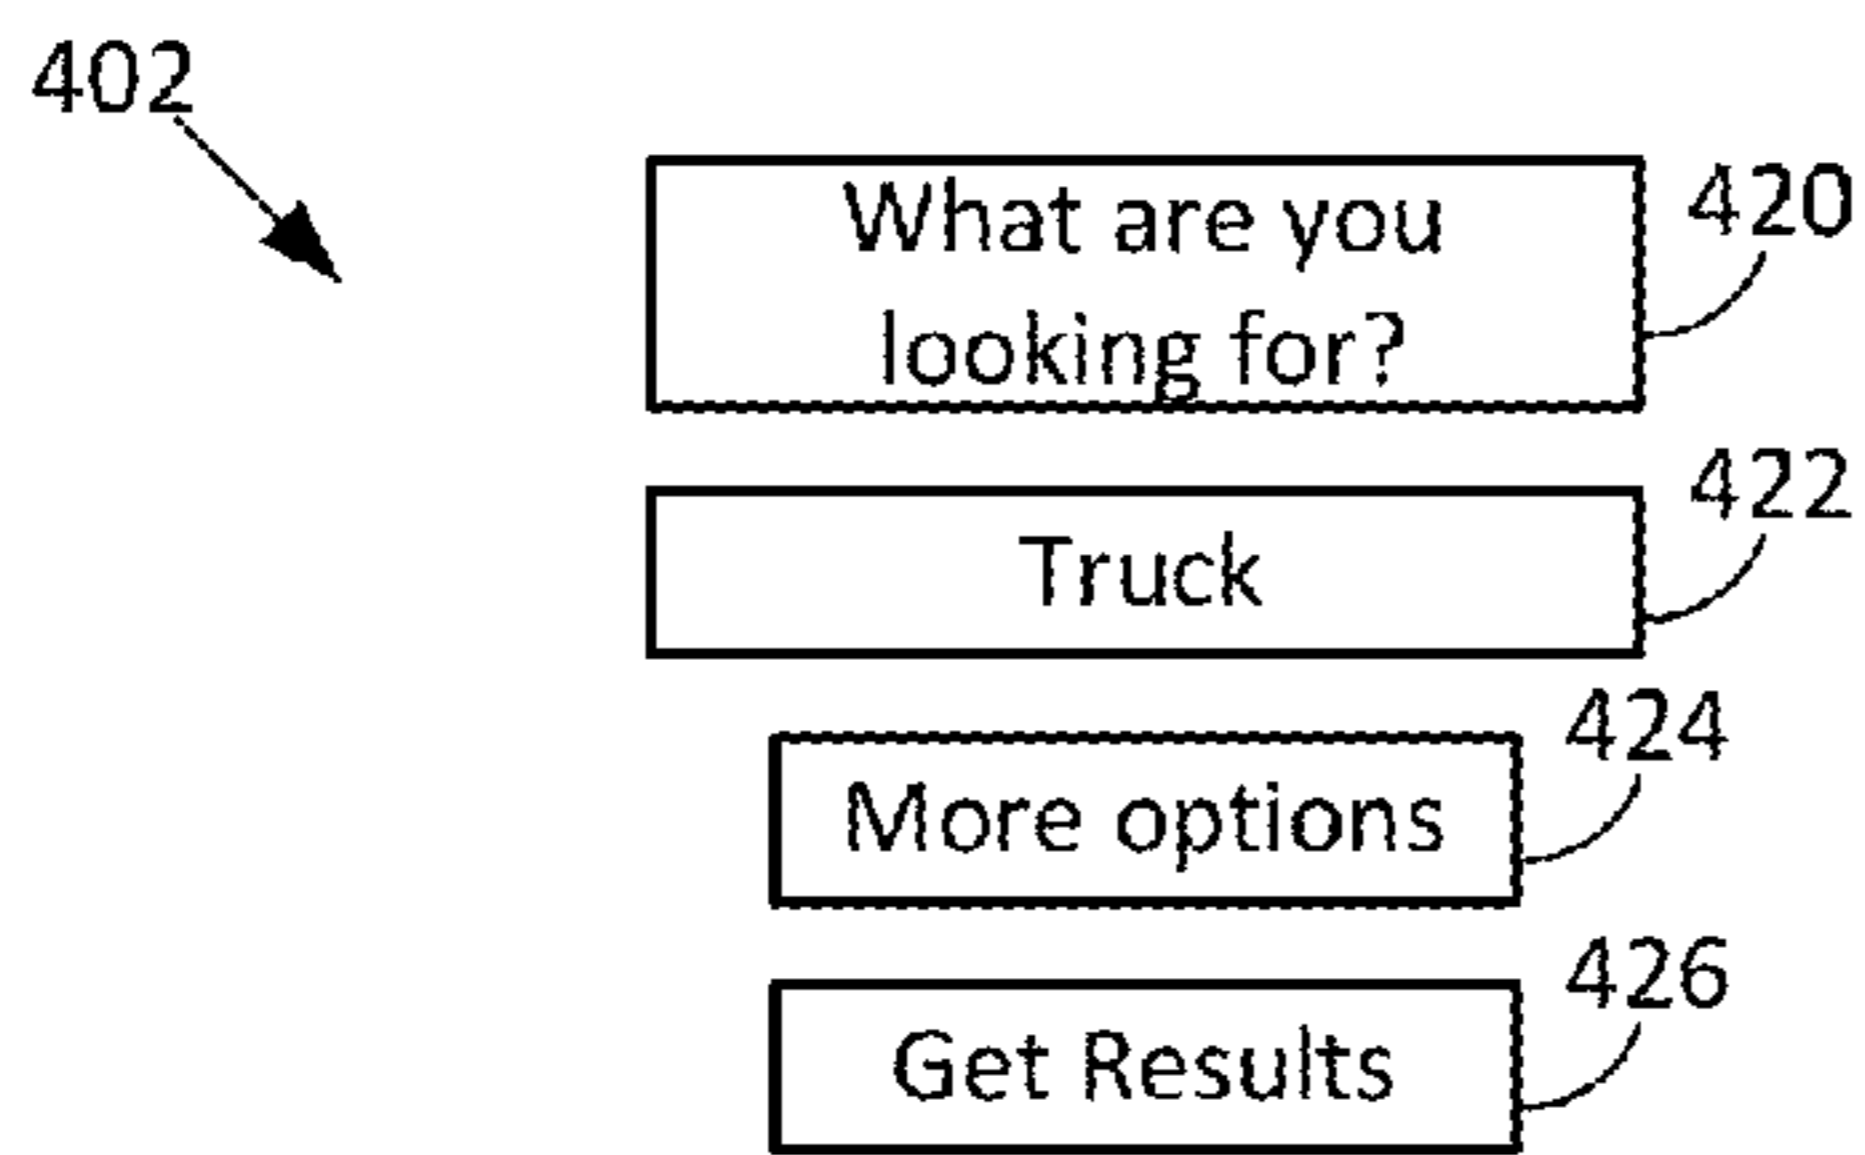 402
What are you
looking for?
420
Truck
422
More options
424
Get Results
426